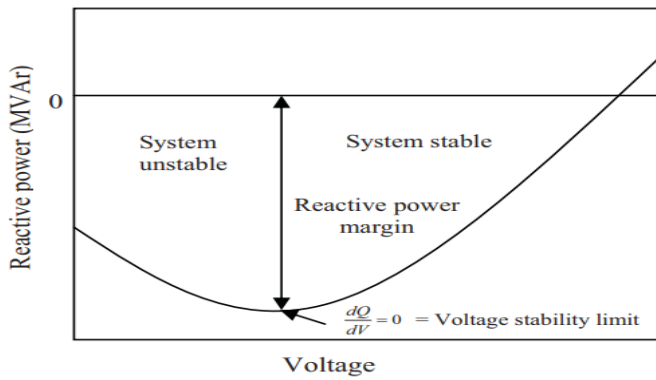 Reactive power (MVAr)
0
System
unstable
System stable
Reactive power
margin
dQ/dV = 0 = Voltage stability limit
Voltage